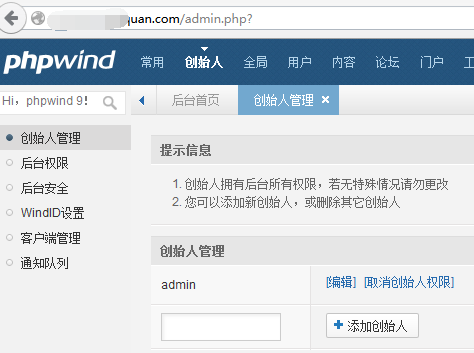 quan.com/admin.php?
phpwind 常用 创始人 全局 用户 内容 论坛 门户
Hi，phpwind 9！ 后台首页 创始人管理
创始人管理
后台权限
后台安全
WindID设置
客户端管理
通知队列
提示信息
1. 创始人拥有后台所有权限，若无特殊情况请勿更改
2. 您可以添加新创始人，或删除其它创始人
创始人管理
admin [编辑] [取消创始人权限]
添加创始人